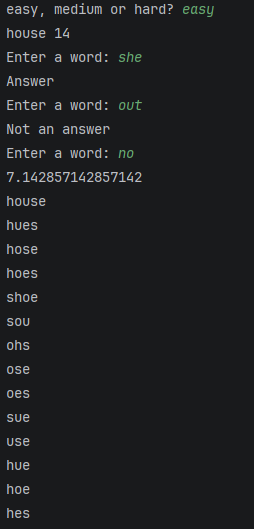 easy, medium or hard? easy
house 14
Enter a word: she
Answer
Enter a word: out
Not an answer
Enter a word: no
7.142857142857142
house
hues
hose
hoes
shoe
sou
ohs
ose
oes
sue
use
hue
hoe
hes